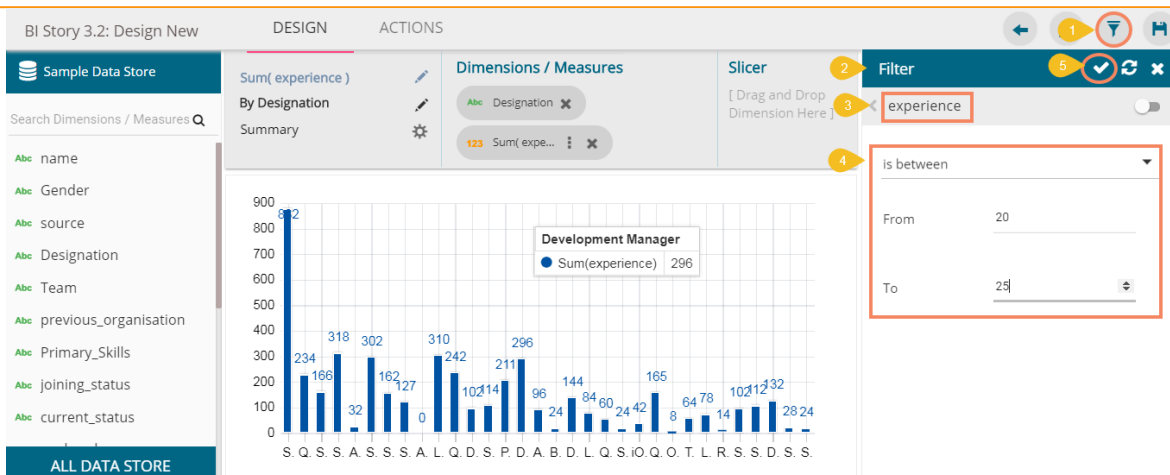 BI Story 3.2: Design New
DESIGN
ACTIONS
1
Sample Data Store
Search Dimensions / Measures
Abc name
Abc Gender
Abc source
Abc Designation
Abc Team
Abc previous_organisation
Abc Primary_Skills
Abc joining_status
Abc current_status
ALL DATA STORE
Sum( experience )
By Designation
Summary
Dimensions / Measures
Abc Designation
123 Sum( expe...
Slicer
[ Drag and Drop
Dimension Here ]
2
Filter
5
3
experience
4
is between
From 20
To 25
900
800
700
600
500
400
300
200
100
0
234
166
318
32
302
162
127
0
310
242
102
114
211
296
96
24
144
84
60
24
42
165
8
64
78
14
102
112
132
28
24
Development Manager
Sum(experience) 296
S. Q. S. S. A. S. S. S. A. L. Q. D. S. P. D. A. B. D. L. Q. S. iO. Q. O. T. L. R. S. S. D. S. S.